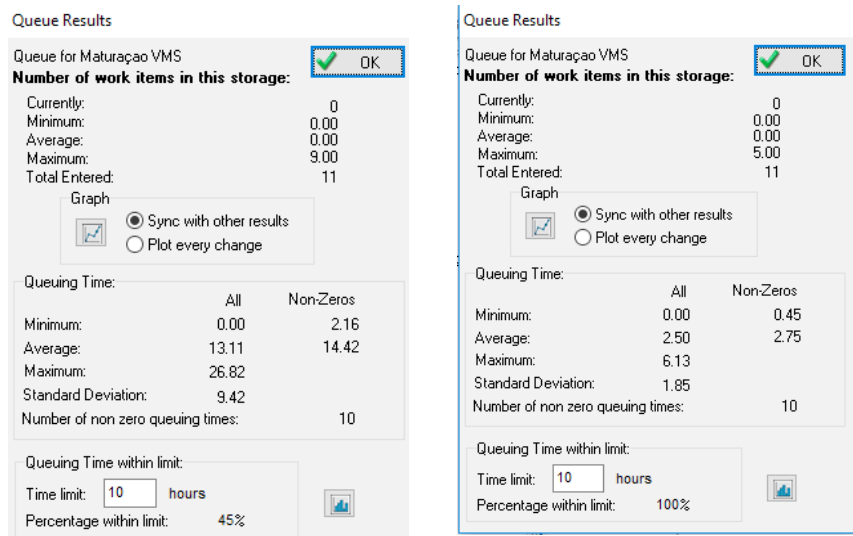 Queue Results
Queue for Maturaçao VMS
OK
Number of work items in this storage:
Currently: 0
Minimum: 0.00
Average: 0.00
Maximum: 9.00
Total Entered: 11
Graph
Sync with other results
Plot every change
Queuing Time:
All Non-Zeros
Minimum: 0.00 2.16
Average: 13.11 14.42
Maximum: 26.82
Standard Deviation: 9.42
Number of non zero queuing times: 10
Queuing Time within limit:
Time limit: 10 hours
Percentage within limit: 45%
Queue Results
Queue for Maturaçao VMS
OK
Number of work items in this storage:
Currently: 0
Minimum: 0.00
Average: 0.00
Maximum: 5.00
Total Entered: 11
Graph
Sync with other results
Plot every change
Queuing Time:
All Non-Zeros
Minimum: 0.00 0.45
Average: 2.50 2.75
Maximum: 6.13
Standard Deviation: 1.85
Number of non zero queuing times: 10
Queuing Time within limit:
Time limit: 10 hours
Percentage within limit: 100%